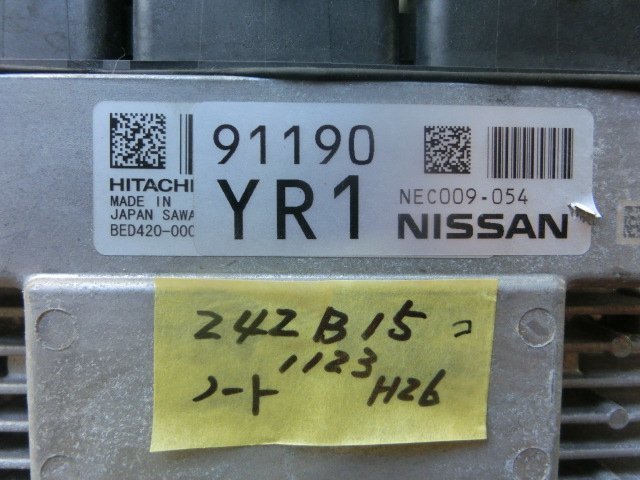 91190
HITACHI
MADE IN
JAPAN SAWA
BED420-000
YR1
NEC009-054
NISSAN
242B15=
1123
ノート H26